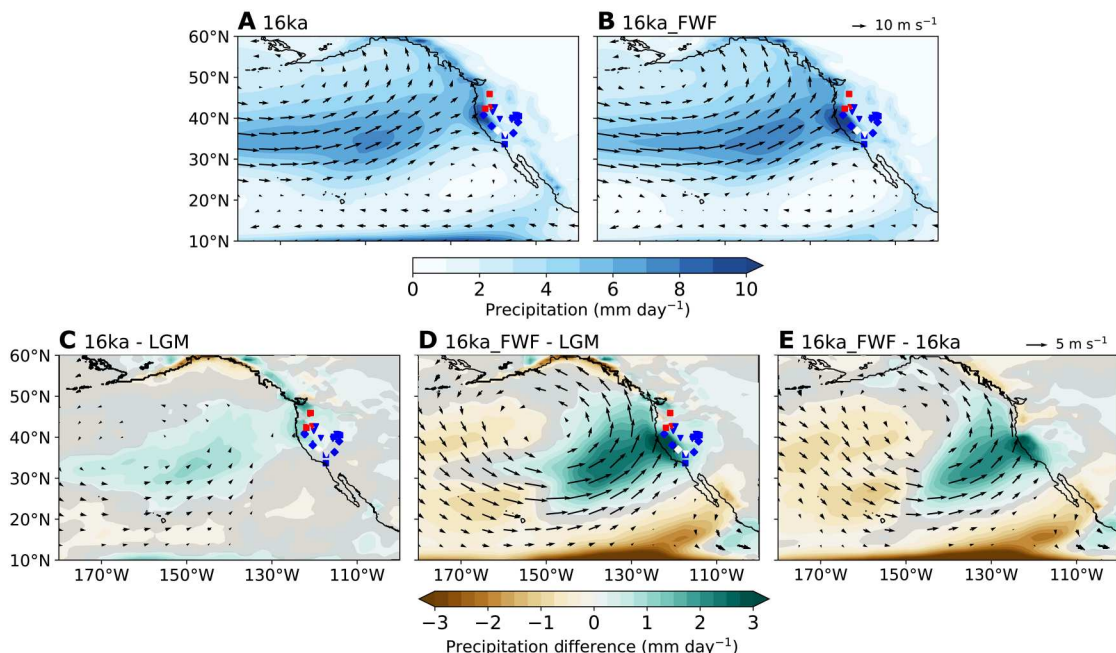 A 16ka
B 16ka_FWF
10 m s⁻¹
60°N
50°N
40°N
30°N
20°N
10°N
0 2 4 6 8 10
Precipitation (mm day⁻¹)
C 16ka - LGM
D 16ka_FWF - LGM
E 16ka_FWF - 16ka
5 m s⁻¹
60°N
50°N
40°N
30°N
20°N
10°N
170°W 150°W 130°W 110°W
170°W 150°W 130°W 110°W
170°W 150°W 130°W 110°W
−3 −2 −1 0 1 2 3
Precipitation difference (mm day⁻¹)